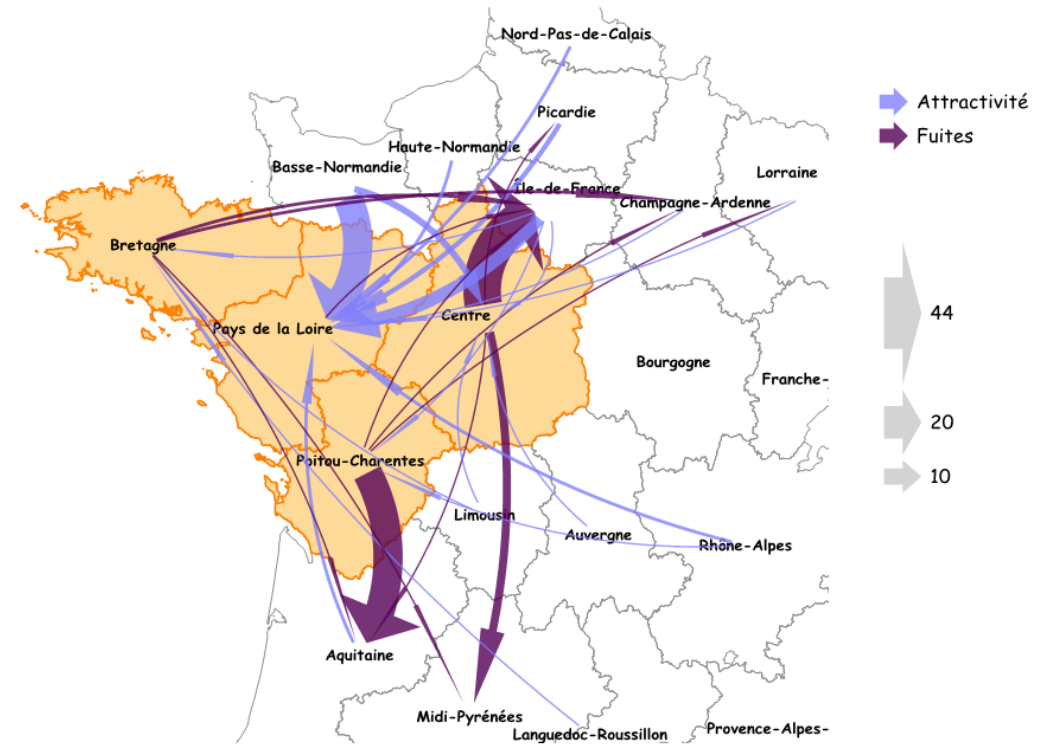 Nord-Pas-de-Calais
Attractivité
Picardie
Fuites
Haute-Normandie
Basse-Normandie
Lorraine
Île-de-France
Champagne-Ardenne
Bretagne
44
Centre
Pays de la Loire
Bourgogne
Franche-
20
Poitou-Charentes
10
Limousin
Auvergne
Rhône-Alpes
Aquitaine
Midi-Pyrénées
Provence-Alpes-
Languedoc-Roussillon